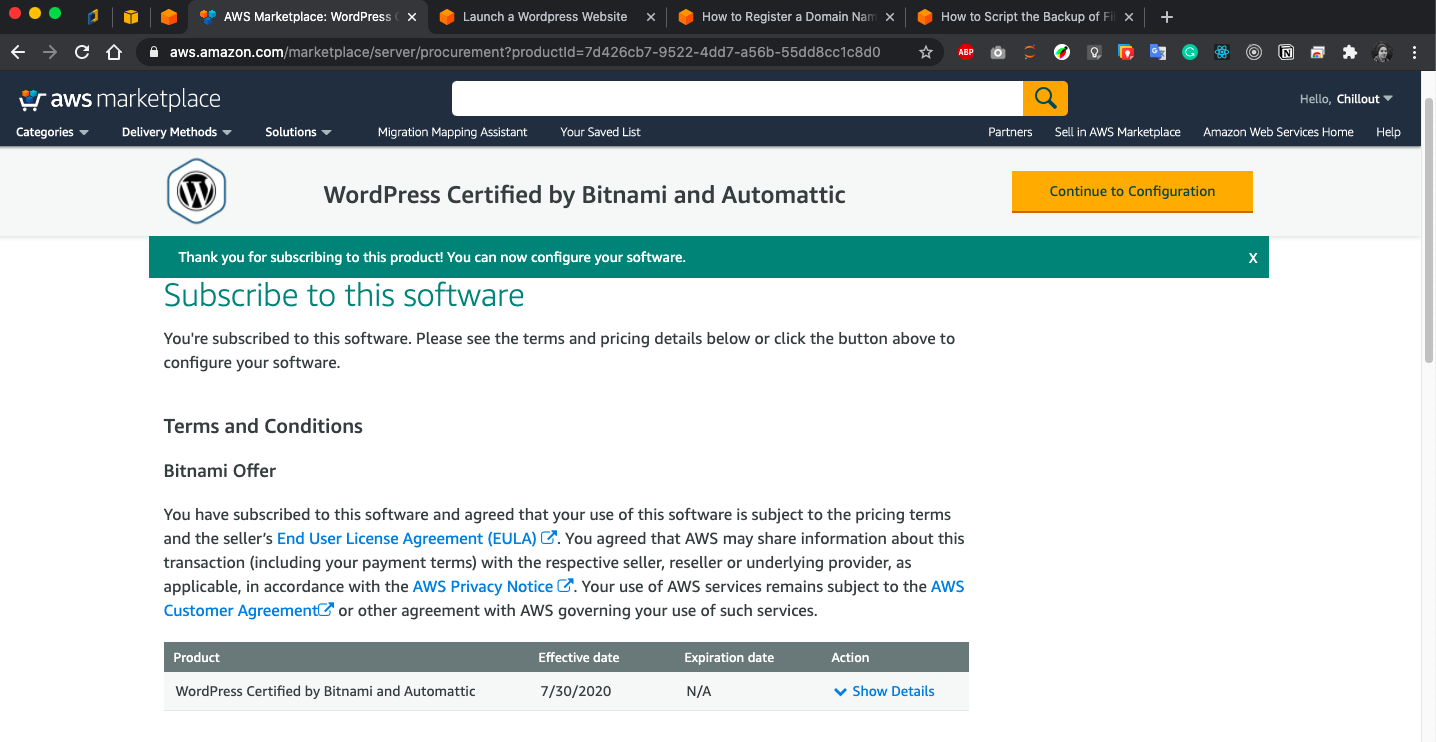 AWS Marketplace: WordPress C
Launch a Wordpress Website
How to Register a Domain Nam
How to Script the Backup of Fi
aws.amazon.com/marketplace/server/procurement?productId=7d426cb7-9522-4dd7-a56b-55dd8cc1c8d0
ABP
aws marketplace
Hello, Chillout
Categories
Delivery Methods
Solutions
Migration Mapping Assistant
Your Saved List
Partners
Sell in AWS Marketplace
Amazon Web Services Home
Help
WordPress Certified by Bitnami and Automattic
Continue to Configuration
Thank you for subscribing to this product! You can now configure your software.
X
Subscribe to this software
You're subscribed to this software. Please see the terms and pricing details below or click the button above to
configure your software.
Terms and Conditions
Bitnami Offer
You have subscribed to this software and agreed that your use of this software is subject to the pricing terms
and the seller's End User License Agreement (EULA) . You agreed that AWS may share information about this
transaction (including your payment terms) with the respective seller, reseller or underlying provider, as
applicable, in accordance with the AWS Privacy Notice . Your use of AWS services remains subject to the AWS
Customer Agreement or other agreement with AWS governing your use of such services.
Product Effective date Expiration date Action
WordPress Certified by Bitnami and Automattic 7/30/2020 N/A Show Details